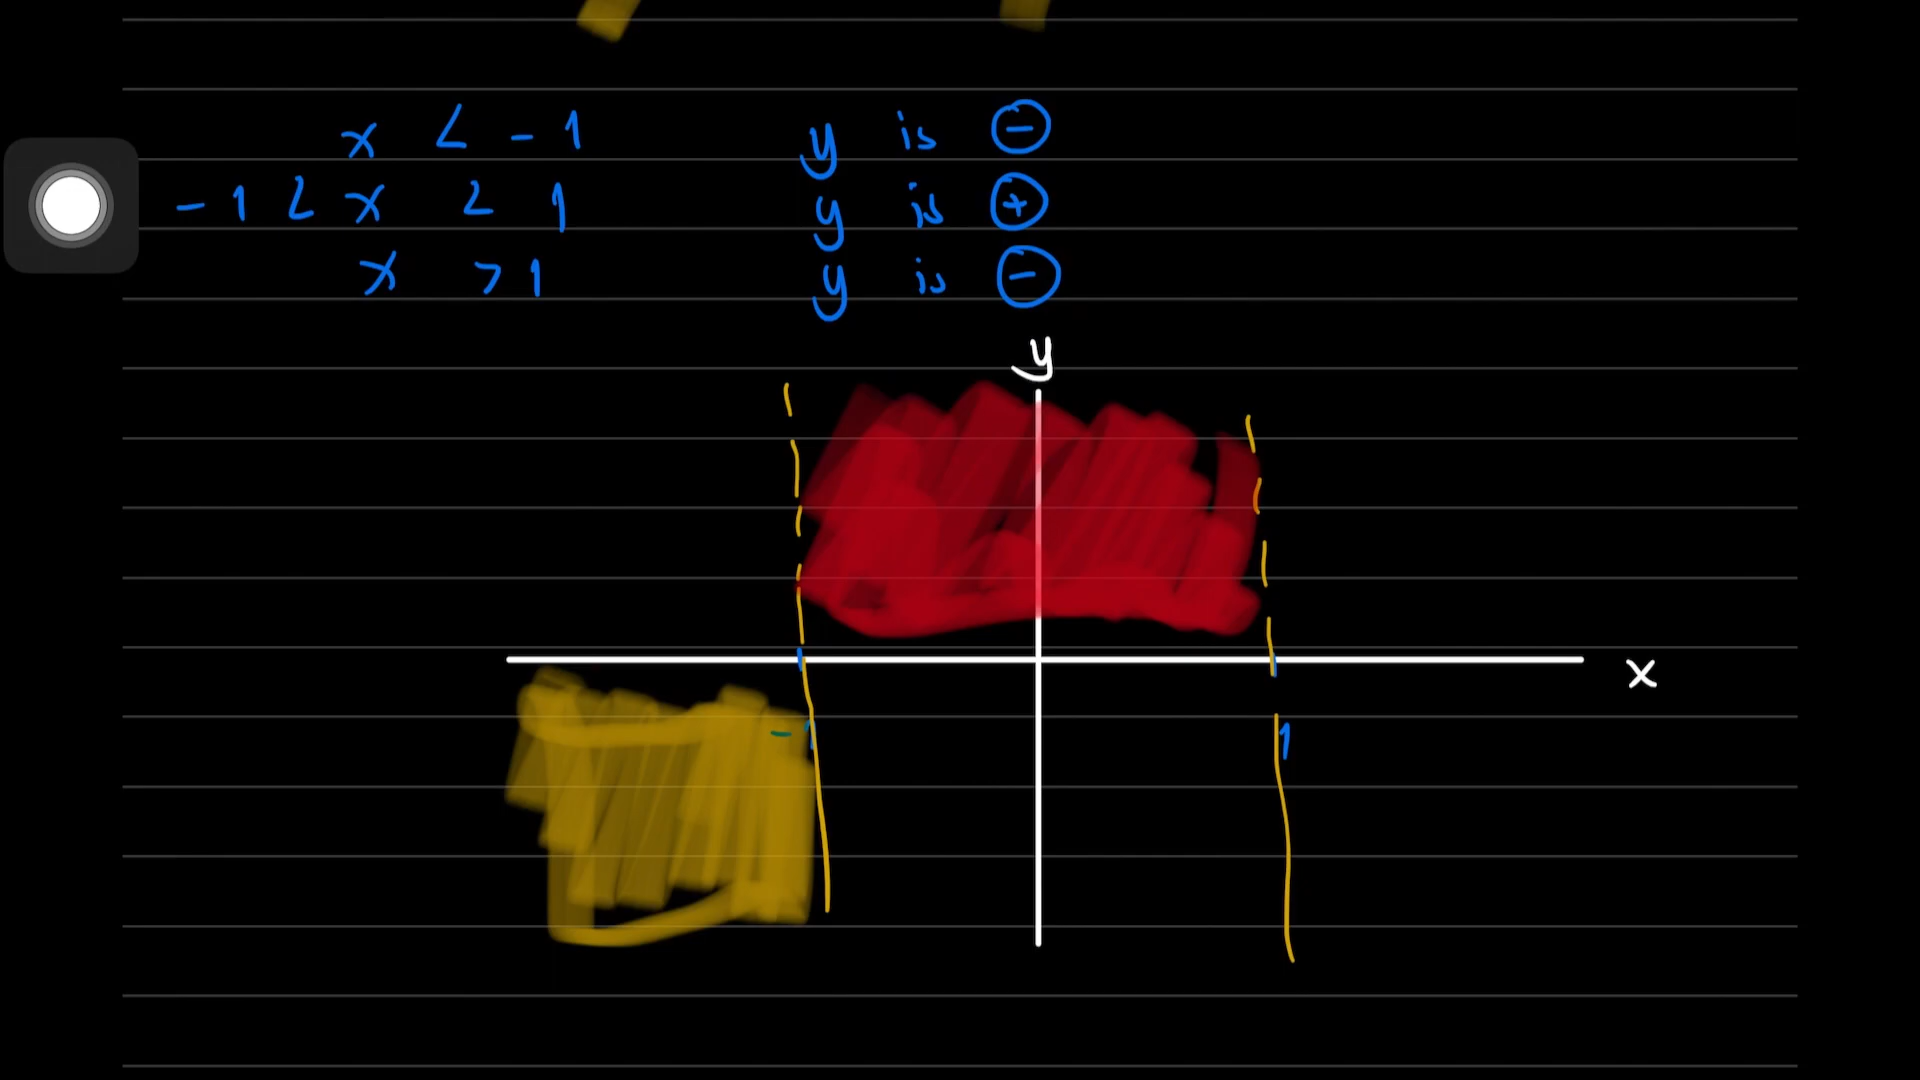 x < -1 y is ⊖
-1 < x < 1 y is ⊕
x > 1 y is ⊖
y
x
-1 1